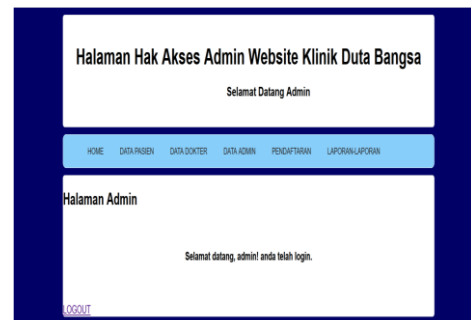 Halaman Hak Akses Admin Website Klinik Duta Bangsa
Selamat Datang Admin
HOME DATA PASIEN DATA DOKTER DATA ADMIN PENDAFTARAN LAPORAN-LAPORAN
Halaman Admin
Selamat datang, admin! anda telah login.
LOGOUT